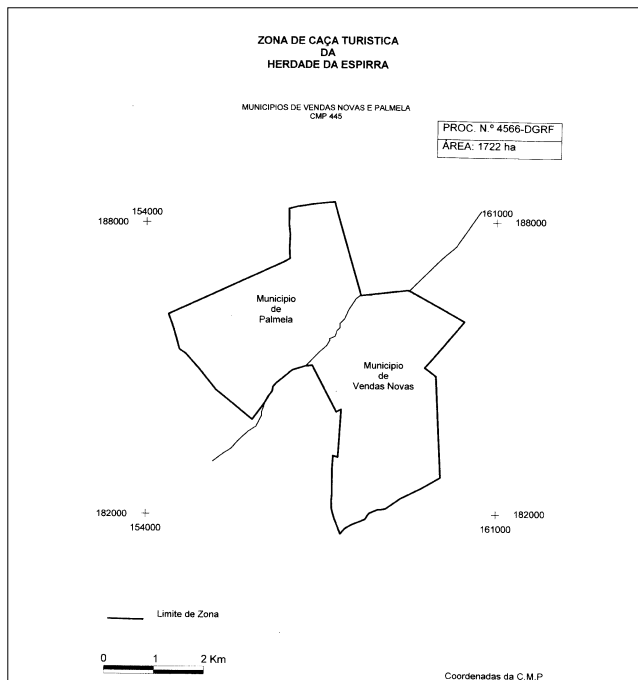 ZONA DE CAÇA TURISTICA
DA
HERDADE DA ESPIRRA
MUNICIPIOS DE VENDAS NOVAS E PALMELA
CMP 445
PROC. N.º 4566-DGRF
ÁREA: 1722 ha
154000
188000
161000
188000
Municipio
de
Palmela
Municipio
de
Vendas Novas
182000
154000
182000
161000
Limite de Zona
0 1 2 Km
Coordenadas da C.M.P